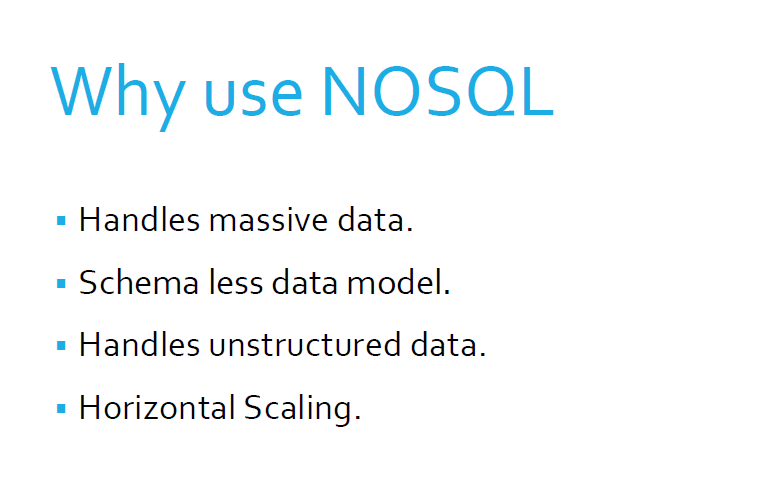 Why use NOSQL
▪ Handles massive data.
▪ Schema less data model.
▪ Handles unstructured data.
▪ Horizontal Scaling.